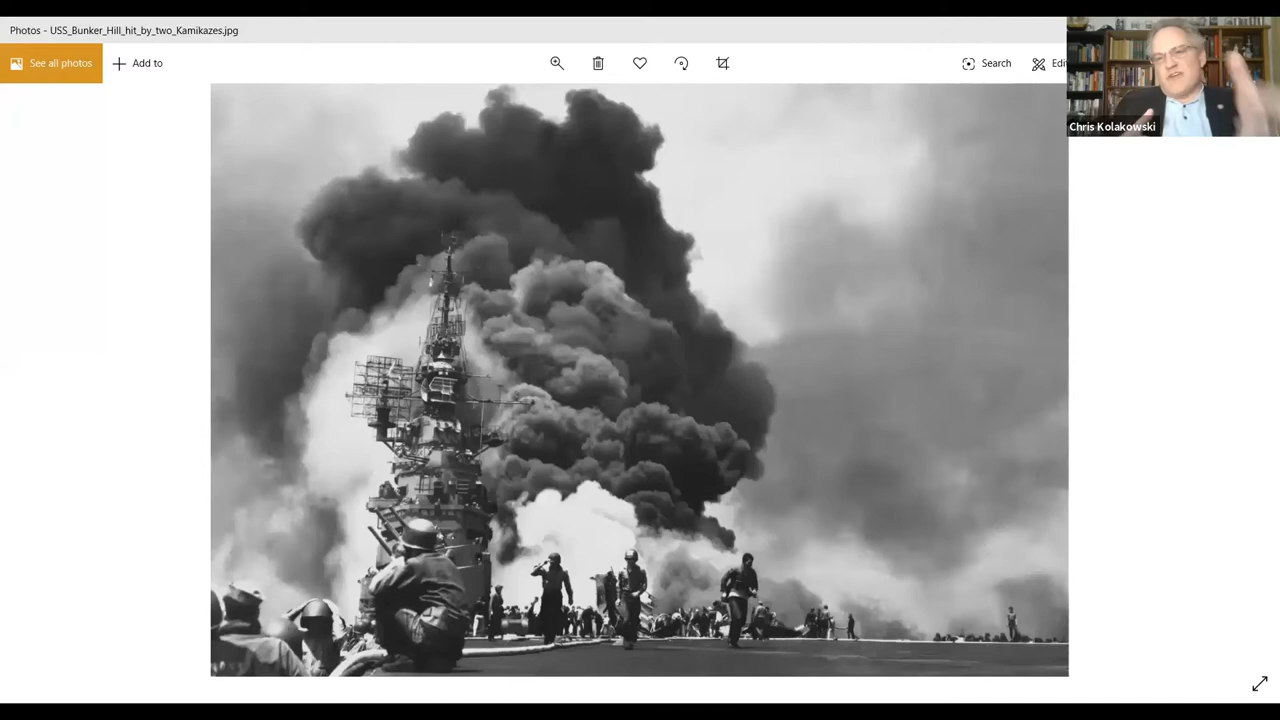 Photos - USS_Bunker_Hill_hit_by_two_Kamikazes.jpg
See all photos
Add to
Search
Edi
Chris Kolakowski